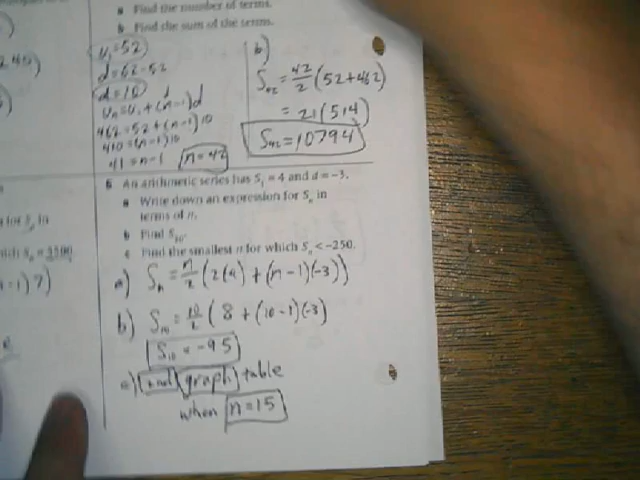 a Find the number of terms.
b Find the sum of the terms.
u₁=52
d=62-52
d=10
uₙ=u₁+(n-1)d
462=52+(n-1)10
410=(n-1)10
41=n-1
n=42
b)
S₄₂ = 42/2 (52+462)
= 21(514)
S₄₂=10794
6 An arithmetic series has S₁ = 4 and d = −3.
a Write down an expression for Sₙ in
terms of n.
b Find S₁₀.
c Find the smallest n for which Sₙ < −250.
a) Sₙ = n/2 (2(4) + (n-1)(-3))
b) S₁₀ = 10/2 ( 8 + (10-1)(-3)
S₁₀ = -95
graph table
when n=15